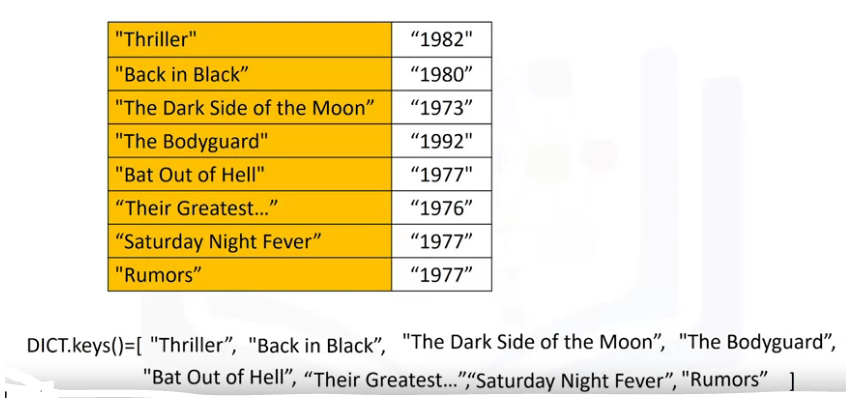 "Thriller" “1982"
"Back in Black” “1980”
"The Dark Side of the Moon” “1973”
"The Bodyguard" “1992"
"Bat Out of Hell" “1977"
“Their Greatest...” “1976”
“Saturday Night Fever” “1977”
"Rumors” “1977”
DICT.keys()=[ "Thriller”, "Back in Black”, "The Dark Side of the Moon”, "The Bodyguard”,
"Bat Out of Hell”, “Their Greatest...”,“Saturday Night Fever”, "Rumors” ]